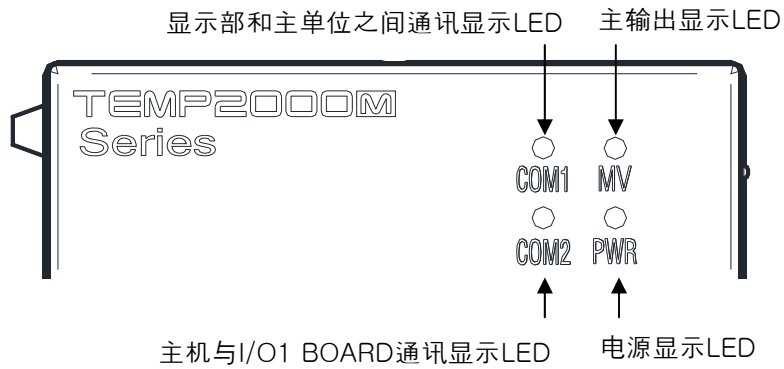 显示部和主单位之间通讯显示LED 主输出显示LED
TEMP2000M
Series
COM1 MV
COM2 PWR
主机与I/O1 BOARD通讯显示LED 电源显示LED